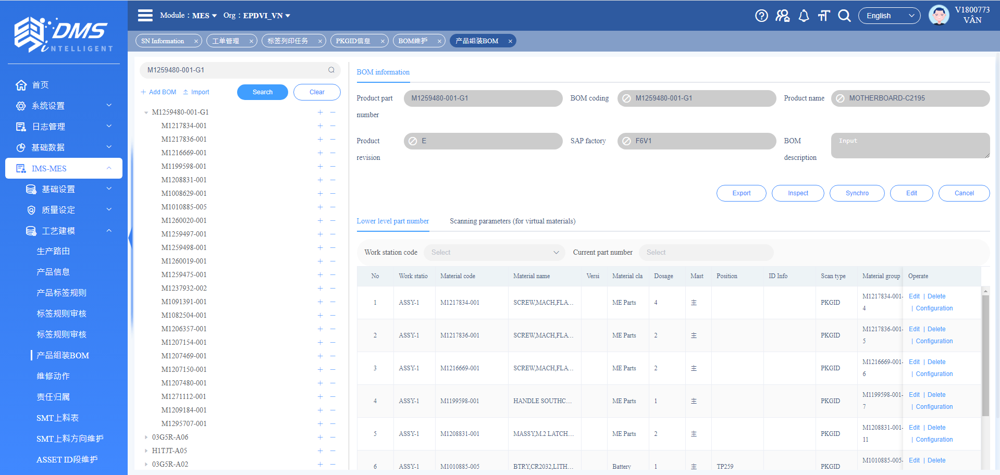 DMS
iNTELLIGENT
首页
系统设置
日志管理
基础数据
IMS-MES
基础设置
质量设定
工艺建模
生产路由
产品信息
产品标签规则
标签规则审核
标签规则审核
产品组装BOM
维修动作
责任归属
SMT上料表
SMT上料方向维护
ASSET ID段维护
Module：MES Org：EPDVI_VN
English
V1800773
VÂN
SN Information × 工单管理 × 标签列印任务 × PKGID信息 × BOM维护 × 产品组装BOM ×
M1259480-001-G1
+ Add BOM Import Search Clear
M1259480-001-G1 + −
M1217834-001 + −
M1217836-001 + −
M1216669-001 + −
M1199598-001 + −
M1208831-001 + −
M1008629-001 + −
M1010885-005 + −
M1260020-001 + −
M1259497-001 + −
M1259498-001 + −
M1260019-001 + −
M1259475-001 + −
M1237932-002 + −
M1091391-001 + −
M1082504-001 + −
M1206357-001 + −
M1207154-001 + −
M1207469-001 + −
M1207150-001 + −
M1207480-001 + −
M1271112-001 + −
M1209184-001 + −
M1295707-001 + −
03G5R-A06 + −
H1TJT-A05 + −
03G5R-A02 + −
BOM information
Product part number M1259480-001-G1 BOM coding M1259480-001-G1 Product name MOTHERBOARD-C2195
Product revision E SAP factory F6V1 BOM description Input
Export Inspect Synchro Edit Cancel
Lower level part number Scanning parameters (for virtual materials)
Work station code Select Current part number Select
No Work statio Material code Material name Versi Material cla Dosage Mast Position ID Info Scan type Material group Operate
1 ASSY-1 M1217834-001 SCREW,MACH,FLA... ME Parts 4 主 PKGID M1217834-001-4 Edit | Delete | Configuration
2 ASSY-1 M1217836-001 SCREW,MACH,FLA... ME Parts 2 主 PKGID M1217836-001-5 Edit | Delete | Configuration
3 ASSY-1 M1216669-001 SCREW,MACH,FLA... ME Parts 2 主 PKGID M1216669-001-6 Edit | Delete | Configuration
4 ASSY-1 M1199598-001 HANDLE SOUTHC... ME Parts 1 主 PKGID M1199598-001-7 Edit | Delete | Configuration
5 ASSY-1 M1208831-001 MASSY,M.2 LATCH... ME Parts 2 主 PKGID M1208831-001-11 Edit | Delete | Configuration
6 ASSY-1 M1010885-005 BTRY,CR2032,LITH... Battery 1 主 TP259 PKGID M1010885-005- Edit | Delete